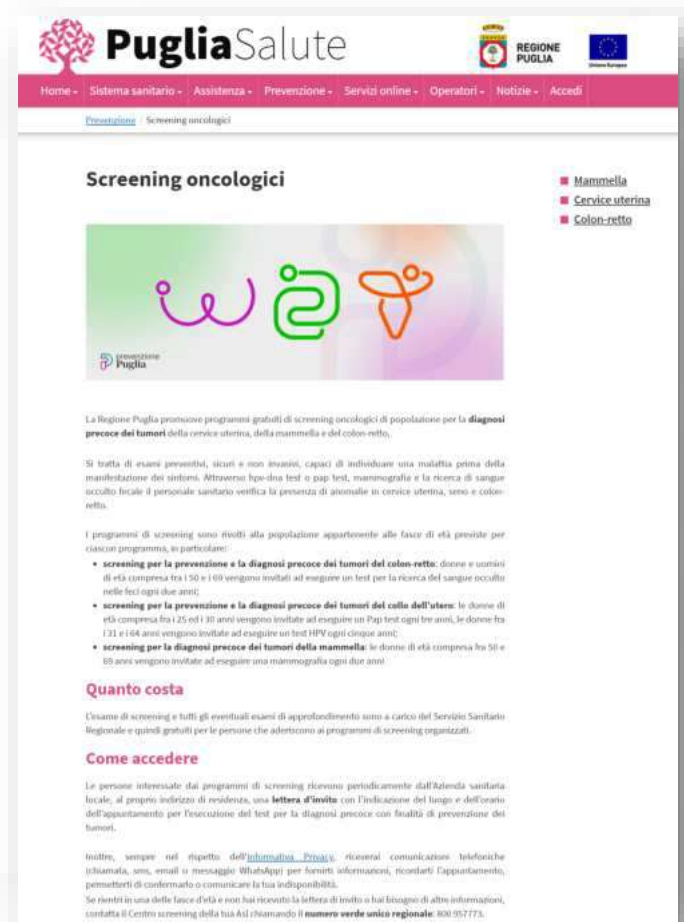 PugliaSalute
REGIONE
PUGLIA
Unione Europea
Home Sistema sanitario Assistenza Prevenzione Servizi online Operatori Notizie Accedi
Prevenzione / Screening oncologici
Screening oncologici
Mammella
Cervice uterina
Colon-retto
prevenzione
Puglia
La Regione Puglia promuove programmi gratuiti di screening oncologici di popolazione per la diagnosi
precoce dei tumori della cervice uterina, della mammella e del colon-retto.
Si tratta di esami preventivi, sicuri e non invasivi, capaci di individuare una malattia prima della
manifestazione dei sintomi. Attraverso hpv-dna test o pap test, mammografia e la ricerca di sangue
occulto fecale il personale sanitario verifica la presenza di anomalie in cervice uterina, seno e colon-
retto.
I programmi di screening sono rivolti alla popolazione appartenente alle fasce di età previste per
ciascun programma, in particolare:
• screening per la prevenzione e la diagnosi precoce dei tumori del colon-retto: donne e uomini
di età compresa fra i 50 e i 69 vengono invitati ad eseguire un test per la ricerca del sangue occulto
nelle feci ogni due anni;
• screening per la prevenzione e la diagnosi precoce dei tumori del collo dell'utero: le donne di
età compresa fra i 25 ed i 30 anni vengono invitate ad eseguire un Pap test ogni tre anni, le donne fra
i 31 e i 64 anni vengono invitate ad eseguire un test HPV ogni cinque anni;
• screening per la diagnosi precoce dei tumori della mammella: le donne di età compresa fra 50 e
69 anni vengono invitate ad eseguire una mammografia ogni due anni
Quanto costa
L'esame di screening e tutti gli eventuali esami di approfondimento sono a carico del Servizio Sanitario
Regionale e quindi gratuiti per le persone che aderiscono ai programmi di screening organizzati.
Come accedere
Le persone interessate dai programmi di screening ricevono periodicamente dall'Azienda sanitaria
locale, al proprio indirizzo di residenza, una lettera d'invito con l'indicazione del luogo e dell'orario
dell'appuntamento per l'esecuzione del test per la diagnosi precoce con finalità di prevenzione dei
tumori.
Inoltre, sempre nel rispetto dell'Informativa Privacy, riceverai comunicazioni telefoniche
(chiamata, sms, email o messaggio WhatsApp) per fornirti informazioni, ricordarti l'appuntamento,
permetterti di confermarlo o comunicare la tua indisponibilità.
Se rientri in una delle fasce d'età e non hai ricevuto la lettera di invito o hai bisogno di altre informazioni,
contatta il Centro screening della tua Asl chiamando il numero verde unico regionale: 800 957773.